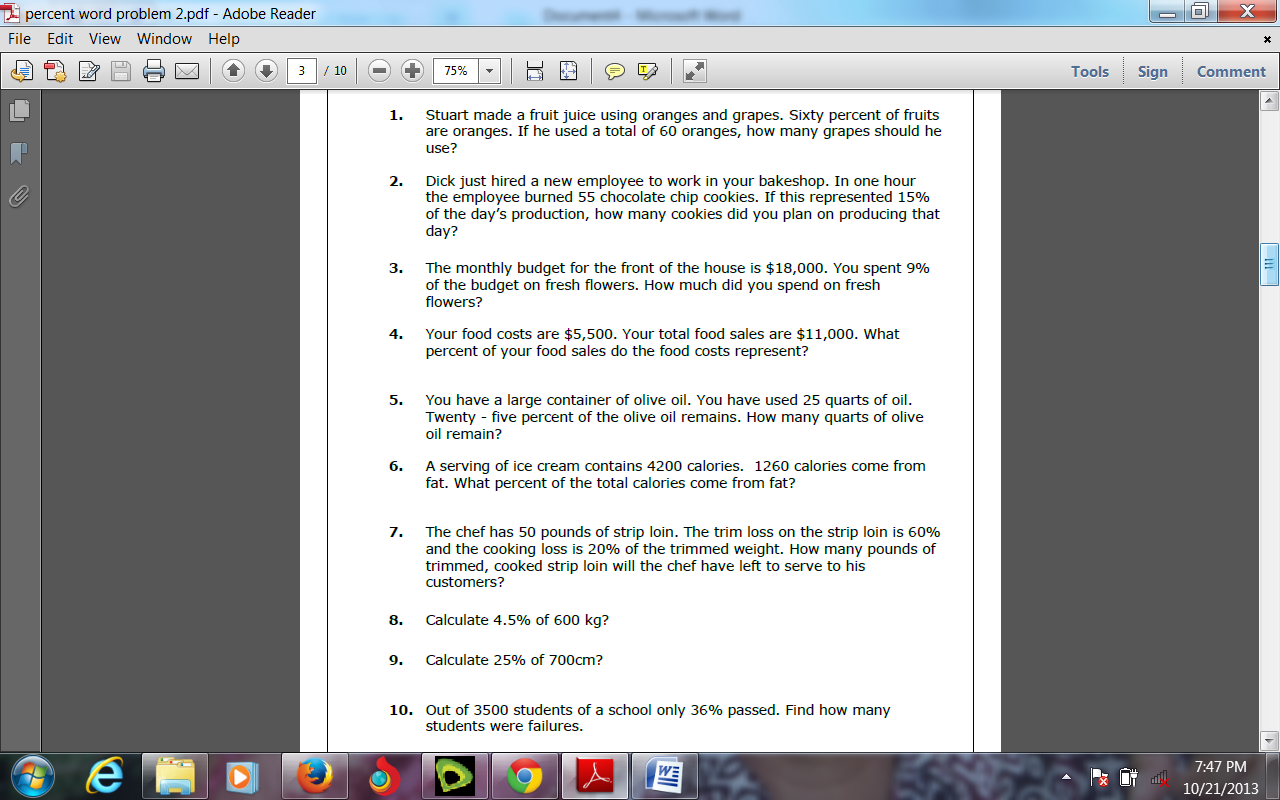 percent word problem 2.pdf - Adobe Reader
Document4 - Microsoft Word
File Edit View Window Help
3 / 10 75% Tools Sign Comment
1. Stuart made a fruit juice using oranges and grapes. Sixty percent of fruits
are oranges. If he used a total of 60 oranges, how many grapes should he
use?
2. Dick just hired a new employee to work in your bakeshop. In one hour
the employee burned 55 chocolate chip cookies. If this represented 15%
of the day's production, how many cookies did you plan on producing that
day?
3. The monthly budget for the front of the house is $18,000. You spent 9%
of the budget on fresh flowers. How much did you spend on fresh
flowers?
4. Your food costs are $5,500. Your total food sales are $11,000. What
percent of your food sales do the food costs represent?
5. You have a large container of olive oil. You have used 25 quarts of oil.
Twenty - five percent of the olive oil remains. How many quarts of olive
oil remain?
6. A serving of ice cream contains 4200 calories.  1260 calories come from
fat. What percent of the total calories come from fat?
7. The chef has 50 pounds of strip loin. The trim loss on the strip loin is 60%
and the cooking loss is 20% of the trimmed weight. How many pounds of
trimmed, cooked strip loin will the chef have left to serve to his
customers?
8. Calculate 4.5% of 600 kg?
9. Calculate 25% of 700cm?
10. Out of 3500 students of a school only 36% passed. Find how many
students were failures.
7:47 PM
10/21/2013